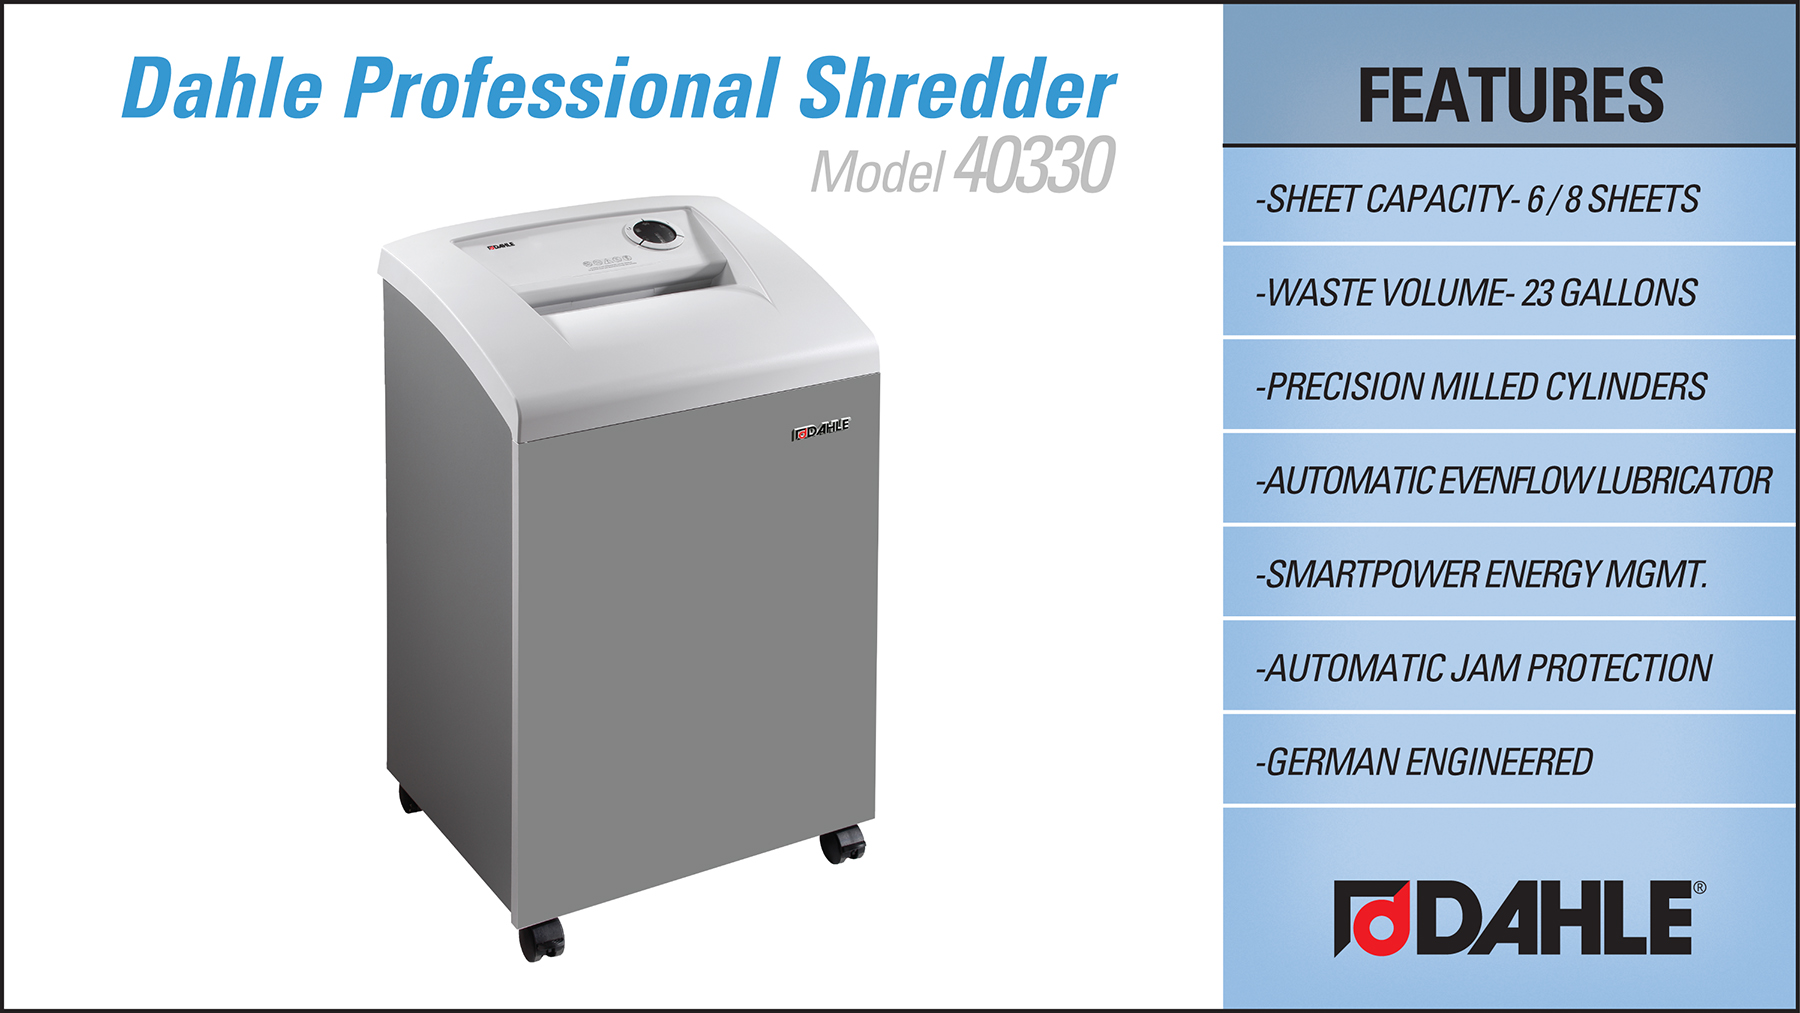 Dahle Professional Shredder
Model 40330
DAHLE
DAHLE
FEATURES
-SHEET CAPACITY- 6 / 8 SHEETS
-WASTE VOLUME- 23 GALLONS
-PRECISION MILLED CYLINDERS
-AUTOMATIC EVENFLOW LUBRICATOR
-SMARTPOWER ENERGY MGMT.
-AUTOMATIC JAM PROTECTION
-GERMAN ENGINEERED
DAHLE®